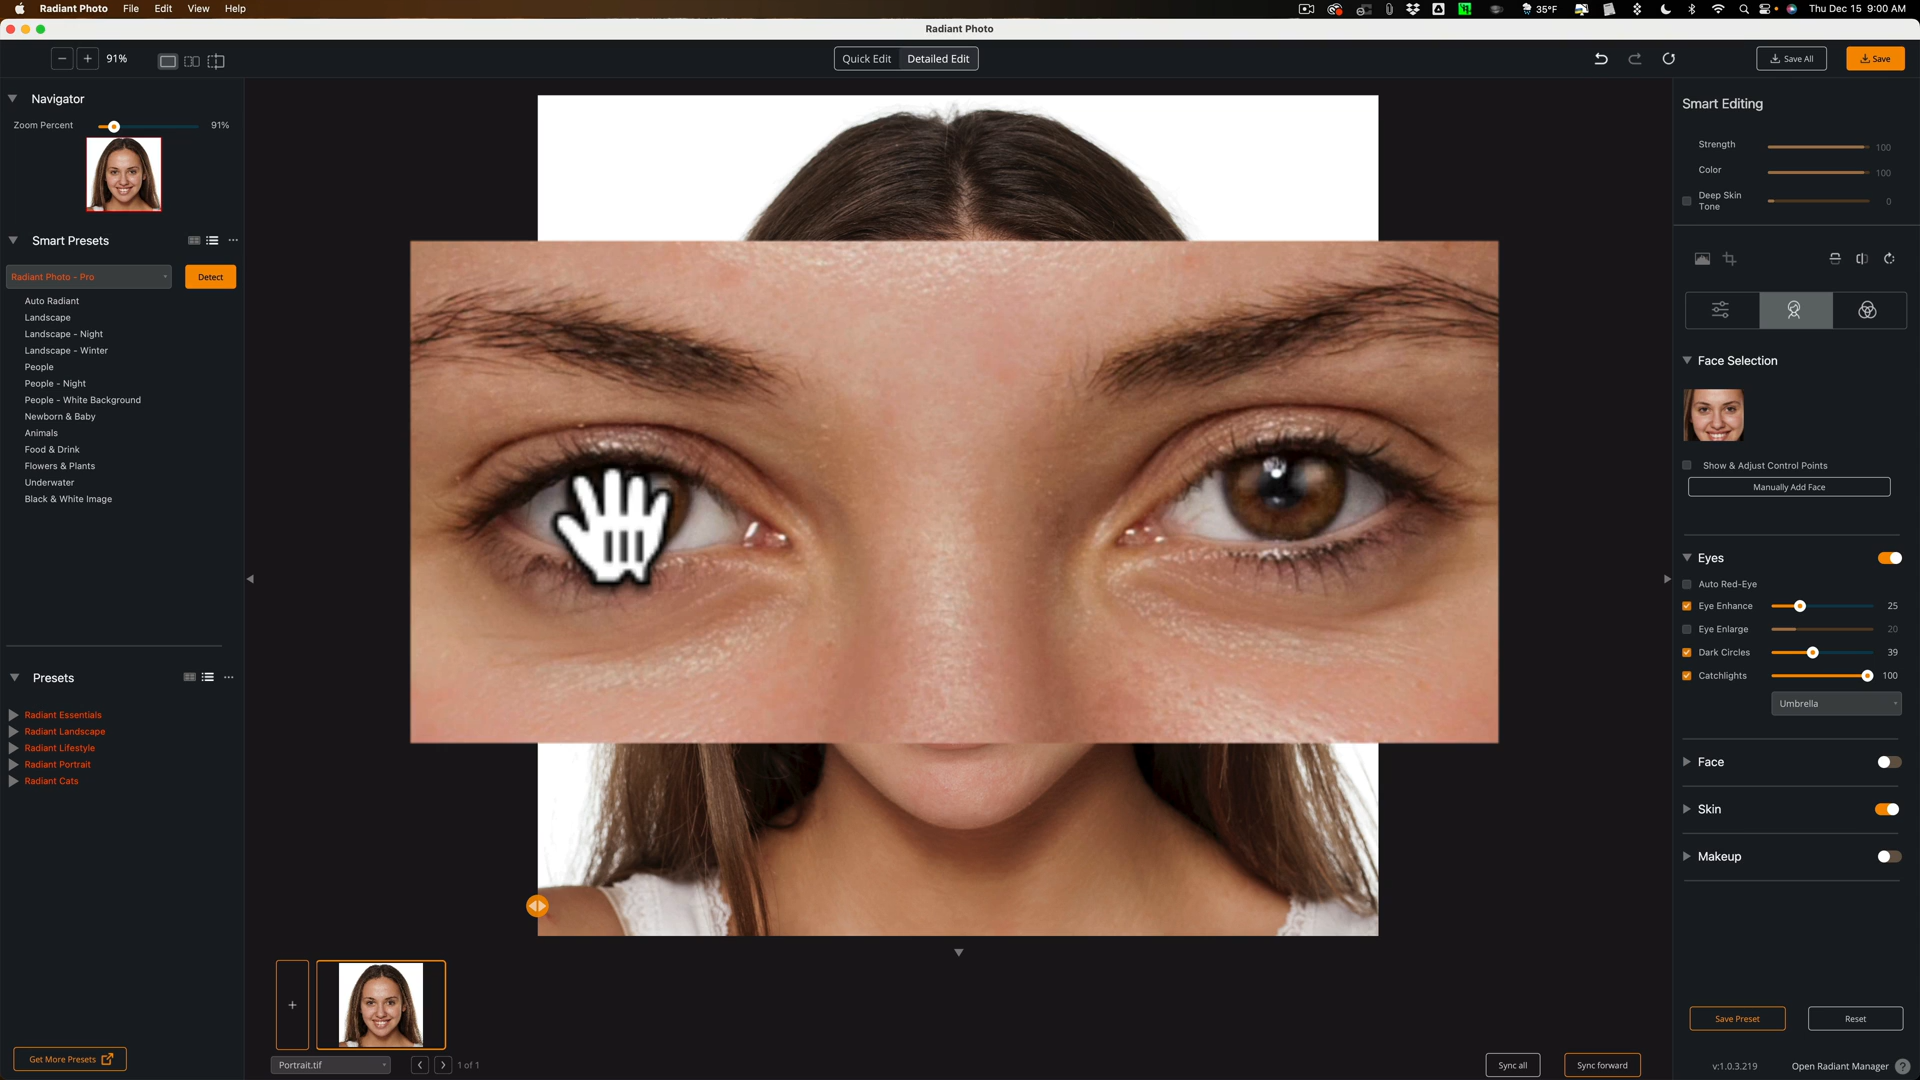 Radiant Photo File Edit View Help
35°F Thu Dec 15 9:00 AM
Radiant Photo
91%
Quick Edit Detailed Edit
Save All
Save
Navigator
Zoom Percent 91%
Smart Presets
Radiant Photo - Pro Detect
Auto Radiant
Landscape
Landscape - Night
Landscape - Winter
People
People - Night
People - White Background
Newborn & Baby
Animals
Food & Drink
Flowers & Plants
Underwater
Black & White Image
Presets
Radiant Essentials
Radiant Landscape
Radiant Lifestyle
Radiant Portrait
Radiant Cats
Get More Presets
Portrait.tif 1 of 1
Sync all
Sync forward
Smart Editing
Strength 100
Color 100
Deep Skin
Tone 0
Face Selection
Show & Adjust Control Points
Manually Add Face
Eyes
Auto Red-Eye
Eye Enhance 25
Eye Enlarge 20
Dark Circles 39
Catchlights 100
Umbrella
Face
Skin
Makeup
Save Preset
Reset
v:1.0.3.219 Open Radiant Manager ?